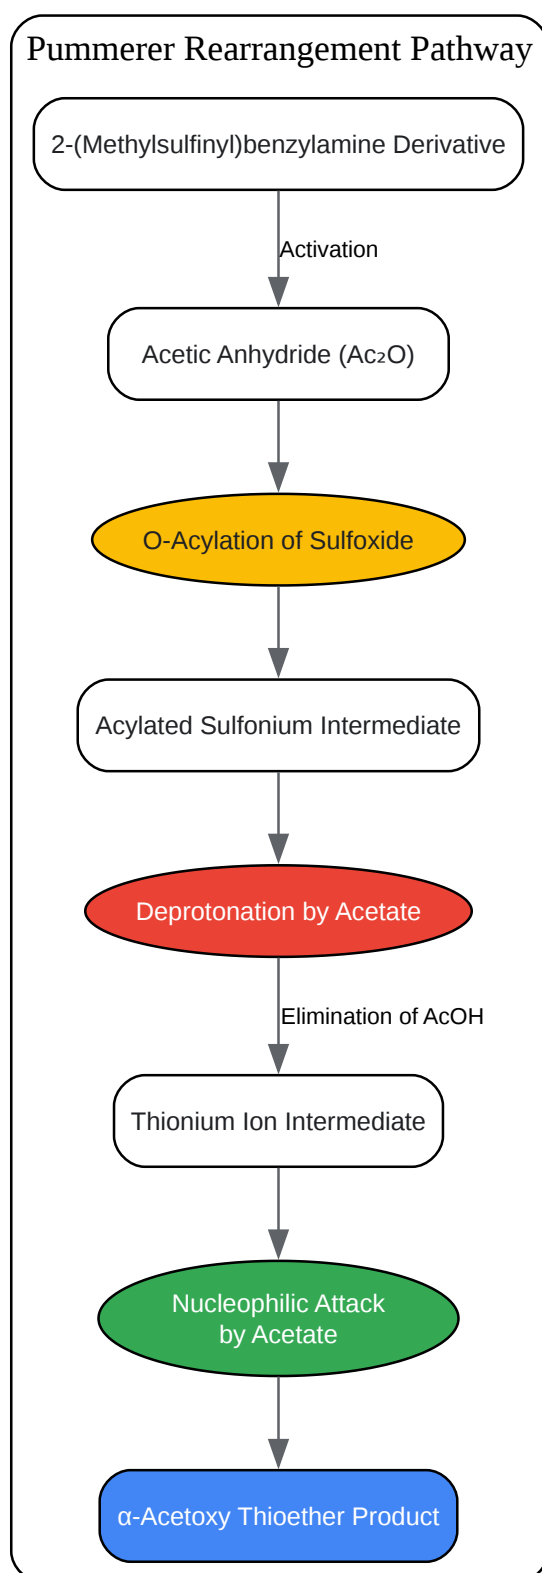 Pummerer Rearrangement Pathway
2-(Methylsulfinyl)benzylamine Derivative
Activation
Acetic Anhydride (Ac₂O)
O-Acylation of Sulfoxide
Acylated Sulfonium Intermediate
Deprotonation by Acetate
Elimination of AcOH
Thionium Ion Intermediate
Nucleophilic Attack
by Acetate
α-Acetoxy Thioether Product